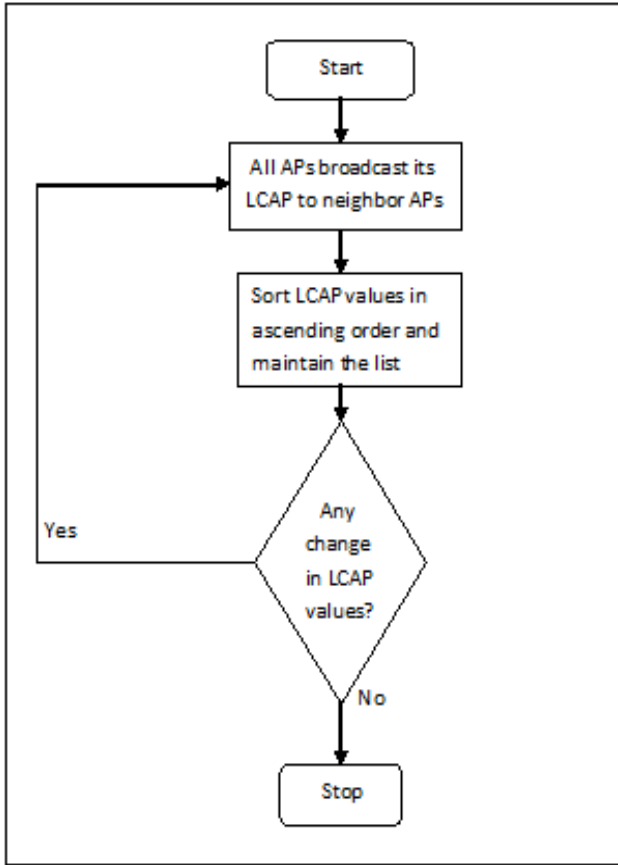 Start
All APs broadcast its
LCAP to neighbor APs
Sort LCAP values in
ascending order and
maintain the list
Any
change
in LCAP
values?
Yes
No
Stop